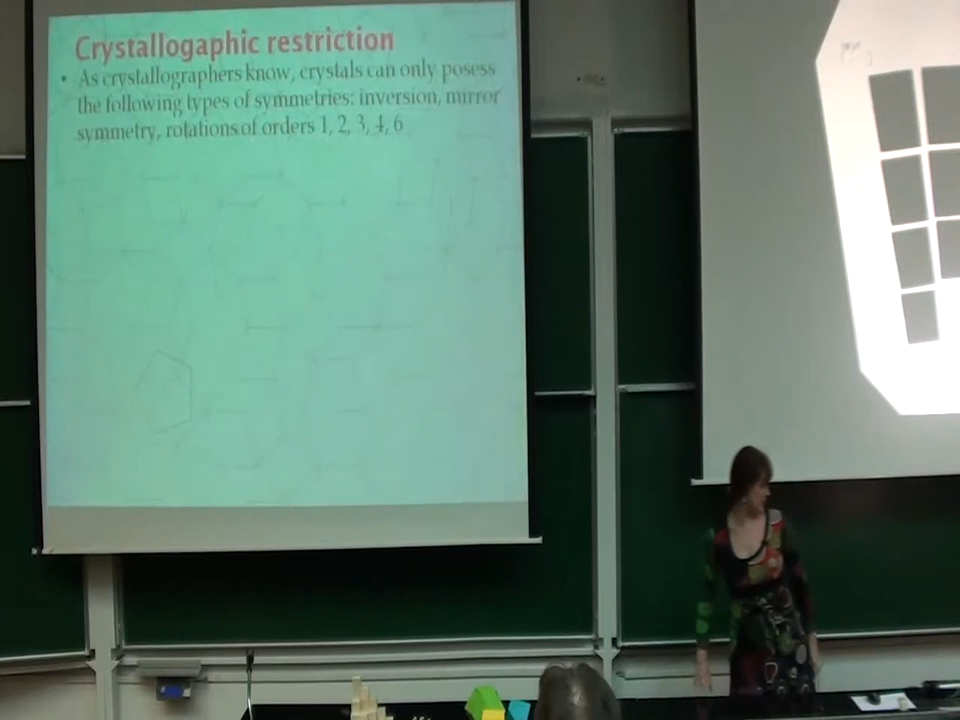 Crystallogaphic restriction
• As crystallographers know, crystals can only posess
the following types of symmetries: inversion, mirror
symmetry, rotations of orders 1, 2, 3, 4, 6